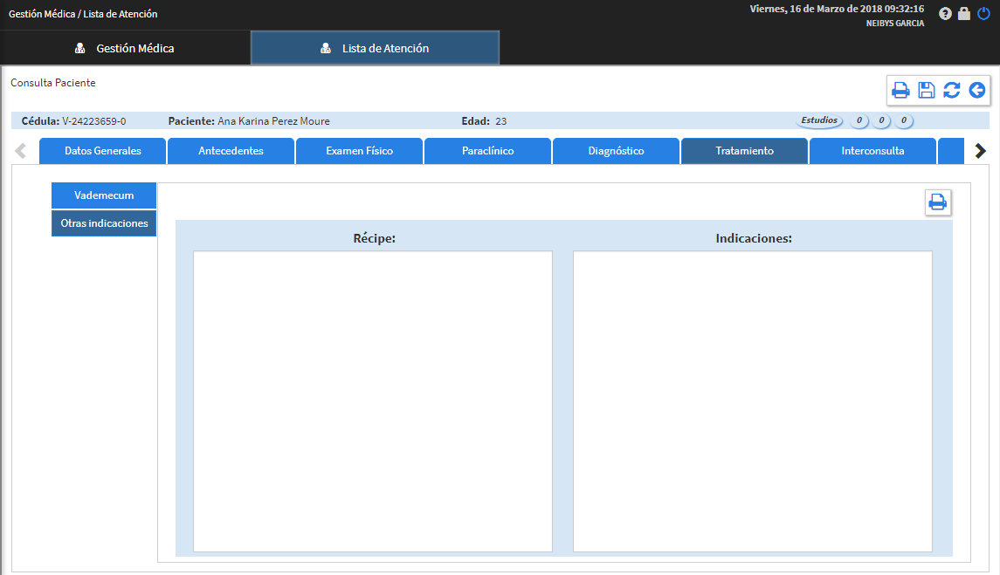 Gestión Médica / Lista de Atención
Viernes, 16 de Marzo de 2018 09:32:16
NEIBYS GARCIA
Gestión Médica
Lista de Atención
Consulta Paciente
Cédula: V-24223659-0 Paciente: Ana Karina Perez Moure Edad: 23 Estudios 0 0 0
Datos Generales Antecedentes Examen Físico Paraclínico Diagnóstico Tratamiento Interconsulta
Vademecum
Otras indicaciones
Récipe: Indicaciones: